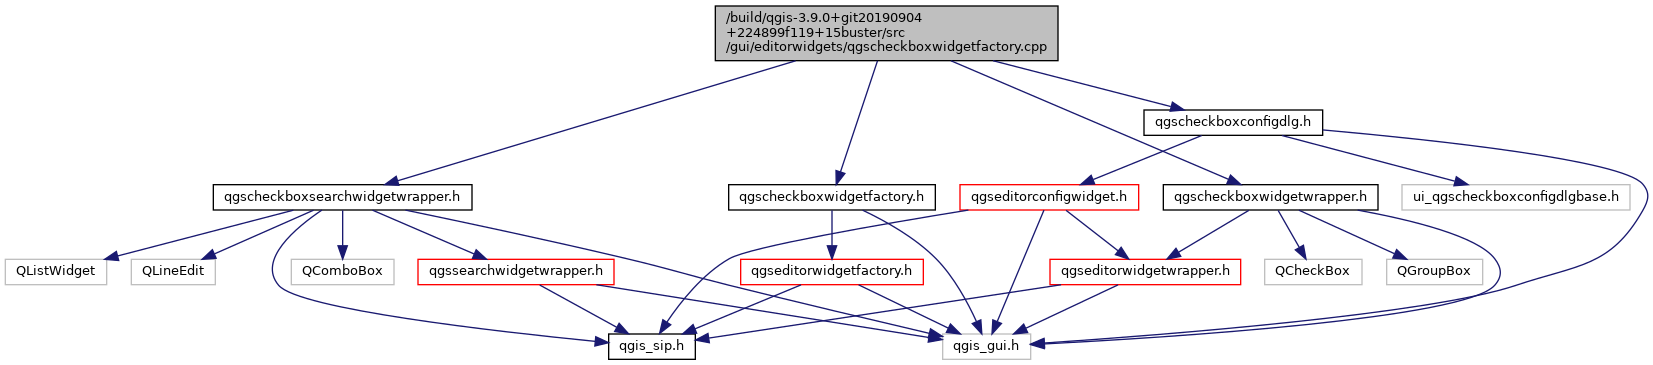 /build/qgis-3.9.0+git20190904
+224899f119+15buster/src
/gui/editorwidgets/qgscheckboxwidgetfactory.cpp
qgscheckboxconfigdlg.h
qgscheckboxsearchwidgetwrapper.h
qgscheckboxwidgetfactory.h
qgseditorconfigwidget.h
qgscheckboxwidgetwrapper.h
ui_qgscheckboxconfigdlgbase.h
QListWidget
QLineEdit
QComboBox
qgssearchwidgetwrapper.h
qgseditorwidgetfactory.h
qgseditorwidgetwrapper.h
QCheckBox
QGroupBox
qgis_sip.h
qgis_gui.h